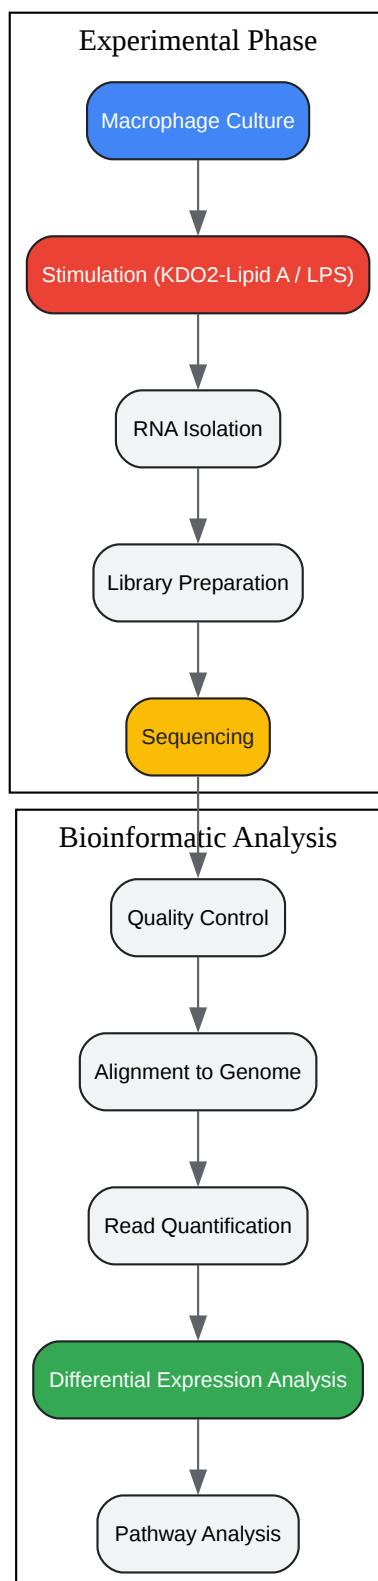 Experimental Phase
Macrophage Culture
Stimulation (KDO2-Lipid A / LPS)
RNA Isolation
Library Preparation
Sequencing
Bioinformatic Analysis
Quality Control
Alignment to Genome
Read Quantification
Differential Expression Analysis
Pathway Analysis